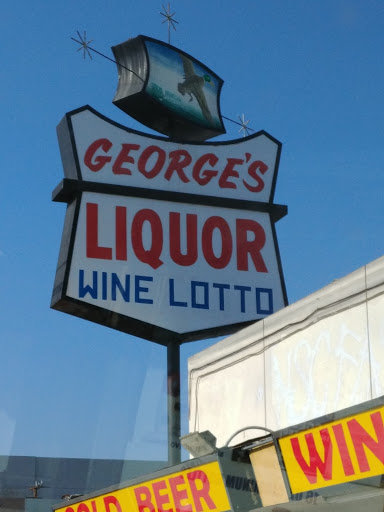 GEORGE'S
LIQUOR
WINE LOTTO
COLD BEER
WIN